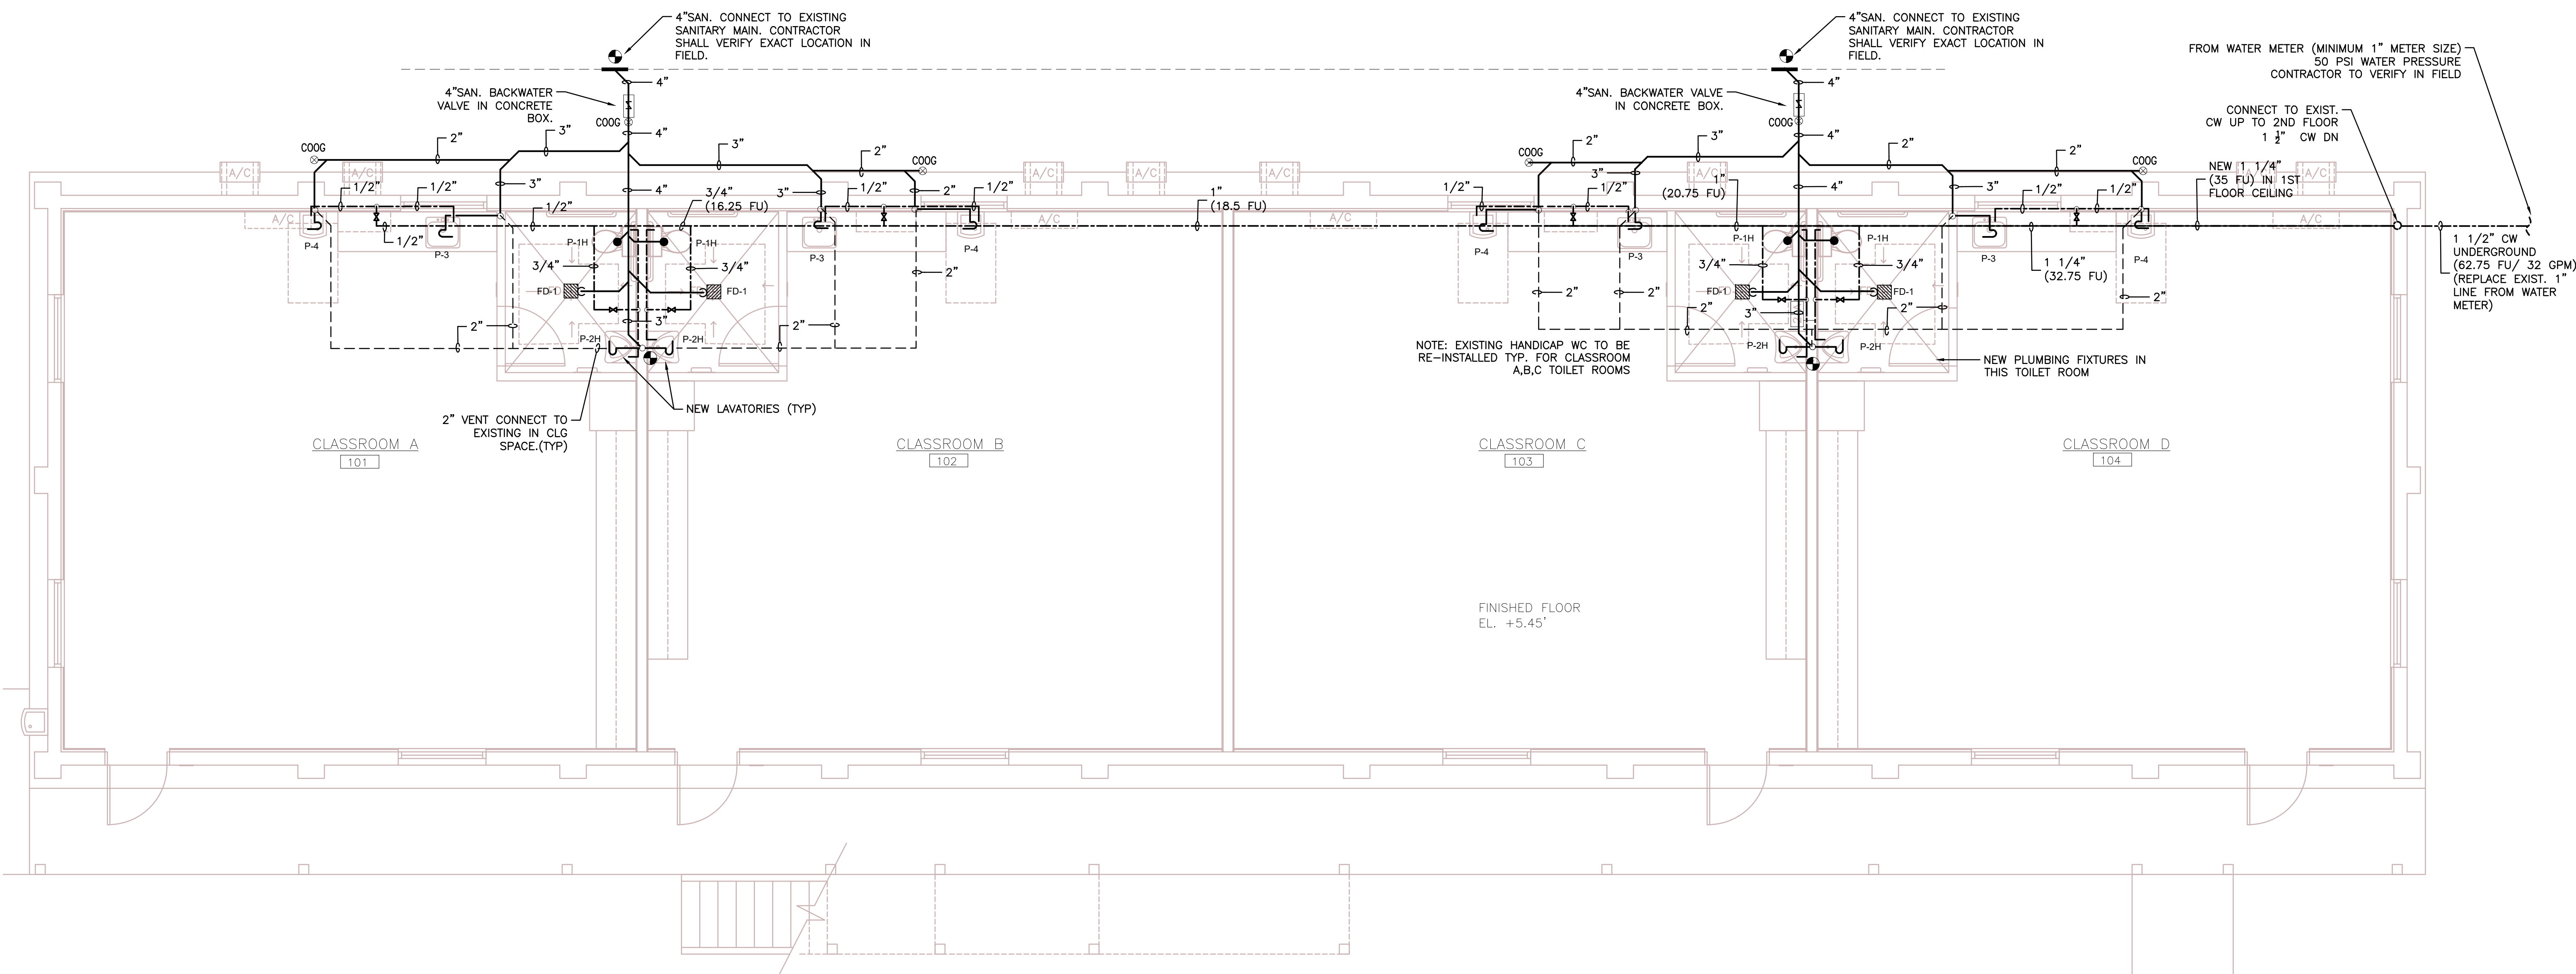 4"SAN. CONNECT TO EXISTING
SANITARY MAIN. CONTRACTOR
SHALL VERIFY EXACT LOCATION IN
FIELD.
4"SAN. CONNECT TO EXISTING
SANITARY MAIN. CONTRACTOR
SHALL VERIFY EXACT LOCATION IN
FIELD.
FROM WATER METER (MINIMUM 1" METER SIZE)
50 PSI WATER PRESSURE
CONTRACTOR TO VERIFY IN FIELD
4"
4"
4"SAN. BACKWATER
VALVE IN CONCRETE
BOX.
4"SAN. BACKWATER VALVE
IN CONCRETE BOX.
CONNECT TO EXIST.
CW UP TO 2ND FLOOR
1 ½" CW DN
COOG
COOG
2"
3"
4"
3"
2"
2"
3"
4"
2"
2"
COOG
COOG
COOG
COOG
NEW 1 1/4"
(35 FU) IN 1ST
FLOOR CEILING
A/C
A/C
A/C
A/C
A/C
A/C
A/C
A/C
1/2"
1/2"
3"
4"
3/4"
(16.25 FU)
3"
1/2"
2"
1/2"
1"
(18.5 FU)
1/2"
3"
1/2"
1"
(20.75 FU)
4"
3"
1/2"
1/2"
A/C
A/C
A/C
A/C
1/2"
1/2"
P-4
P-3
P-1H
P-1H
P-3
P-4
P-4
P-3
P-1H
P-1H
P-3
P-4
1 1/2" CW
UNDERGROUND
(62.75 FU/ 32 GPM)
(REPLACE EXIST. 1"
LINE FROM WATER
METER)
3/4"
3/4"
2"
3/4"
3/4"
1 1/4"
(32.75 FU)
FD-1
FD-1
2"
2"
FD-1
FD-1
2"
2"
3"
2"
2"
3"
2"
P-2H
P-2H
P-2H
P-2H
NOTE: EXISTING HANDICAP WC TO BE
RE-INSTALLED TYP. FOR CLASSROOM
A,B,C TOILET ROOMS
NEW PLUMBING FIXTURES IN
THIS TOILET ROOM
NEW LAVATORIES (TYP)
2" VENT CONNECT TO
EXISTING IN CLG
SPACE.(TYP)
CLASSROOM A
101
CLASSROOM B
102
CLASSROOM C
103
CLASSROOM D
104
FINISHED FLOOR
EL. +5.45'